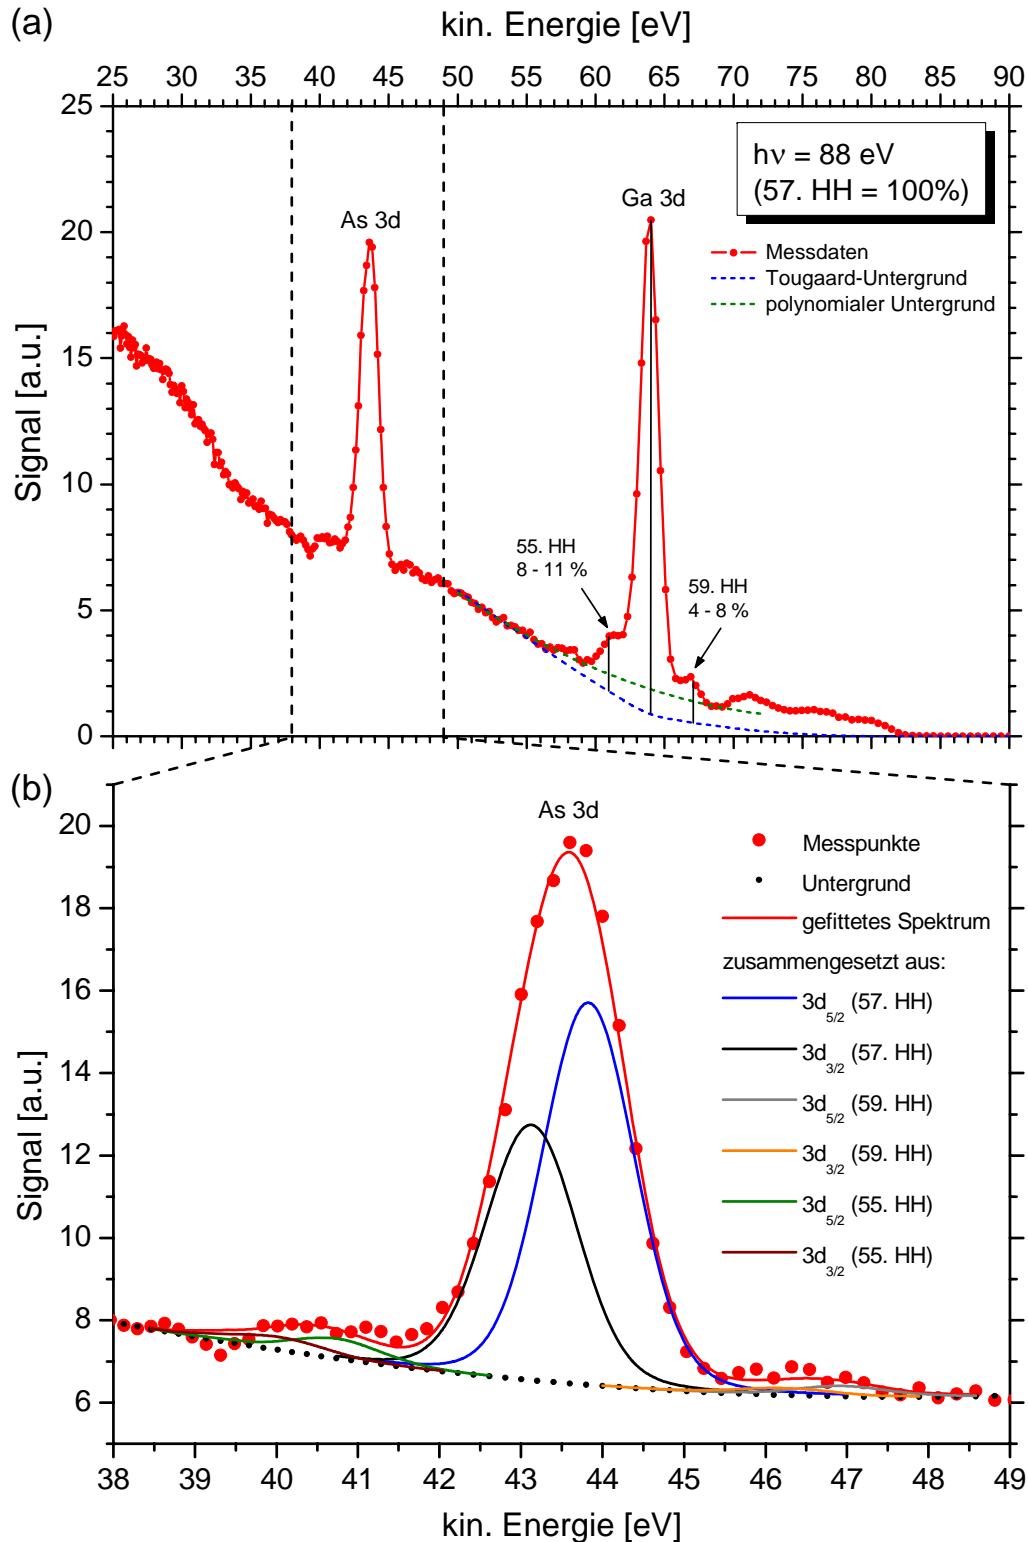 (a)
kin. Energie [eV]
25 30 35 40 45 50 55 60 65 70 75 80 85 90
25
20
15
10
5
0
Signal [a.u.]
hν = 88 eV
(57. HH = 100%)
As 3d
Ga 3d
Messdaten
Tougaard-Untergrund
polynomialer Untergrund
55. HH
8 - 11 %
59. HH
4 - 8 %
(b)
As 3d
20
18
16
14
12
10
8
6
Signal [a.u.]
Messpunkte
Untergrund
gefittetes Spektrum
zusammengesetzt aus:
3d5/2 (57. HH)
3d3/2 (57. HH)
3d5/2 (59. HH)
3d3/2 (59. HH)
3d5/2 (55. HH)
3d3/2 (55. HH)
38 39 40 41 42 43 44 45 46 47 48 49
kin. Energie [eV]